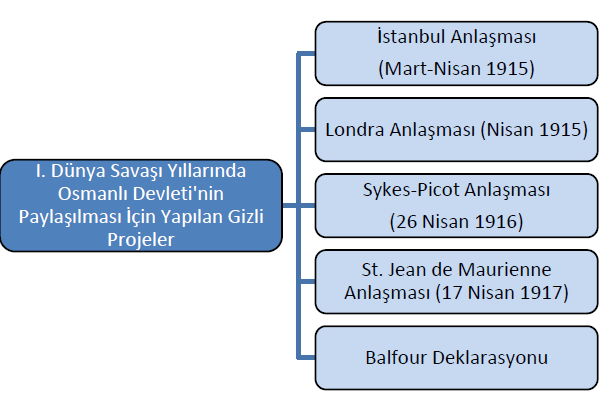 I. Dünya Savaşı Yıllarında
Osmanlı Devleti'nin
Paylaşılması İçin Yapılan Gizli
Projeler
İstanbul Anlaşması
(Mart-Nisan 1915)
Londra Anlaşması (Nisan 1915)
Sykes-Picot Anlaşması
(26 Nisan 1916)
St. Jean de Maurienne
Anlaşması (17 Nisan 1917)
Balfour Deklarasyonu